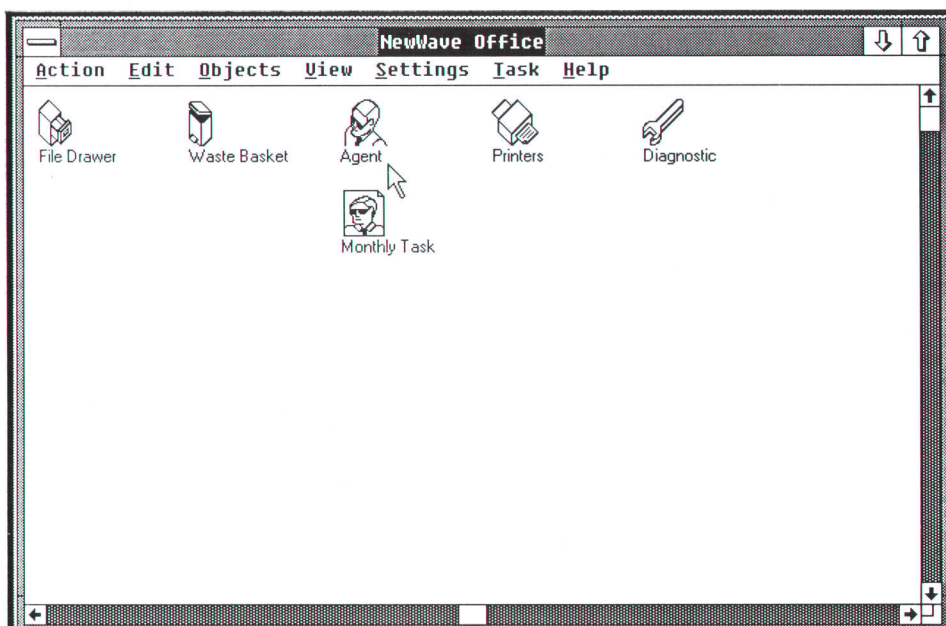 NewWave Office
Action Edit Objects View Settings Task Help
File Drawer Waste Basket Agent Printers Diagnostic
Monthly Task